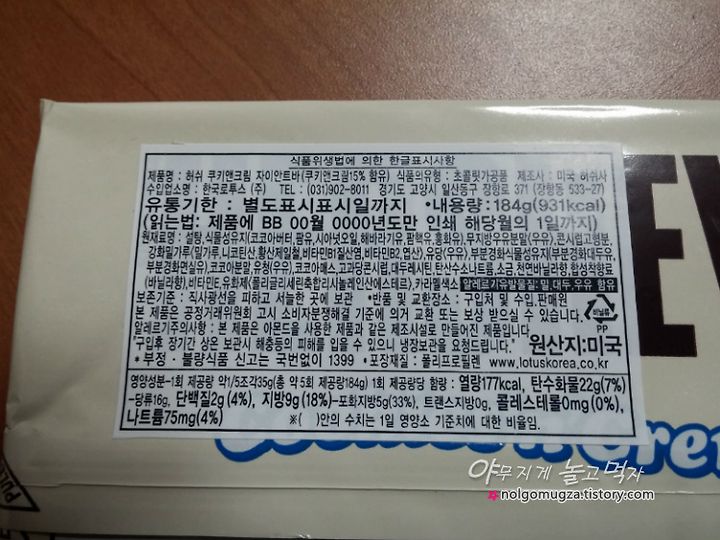 식품위생법에 의한 한글표시사항
제품명 : 허쉬 쿠키앤크림 자이안트바 (쿠키앤크림15% 함유) 식품의유형 : 초콜릿가공품 제조사 : 미국 허쉬사
수입업소명 : 한국로투스 (주) TEL : (031)902-8011 경기도 고양시 일산동구 장항로 371 (장항동 533-27)
유통기한 : 별도표시표시일까지 •내용량 : 184g(931kcal)
(읽는법: 제품에 BB 00월 0000년도만 인쇄 해당월의 1일까지)
원재료명 : 설탕, 식물성유지(코코아버터, 팜유, 시아넛오일, 해바라기유, 팜핵유, 홍화유), 무지방우유분말(우유), 콘시럽고형분,
강화밀가루(밀가루, 니코틴산, 황산제일철, 비타민B1질산염, 비타민B2, 엽산), 유당(우유), 부분경화식물성유지(부분경화대두유,
부분경화면실유), 코코아분말, 유청(우유), 코코아매스, 고과당콘시럽, 대두레시틴, 탄산수소나트륨, 소금, 천연바닐라향, 합성착향료
(바닐라향), 비타민E, 유화제(폴리글리세린축합리시놀레인산에스테르), 카라멜색소 알레르기유발물질: 밀, 대두, 우유 함유
보존기준 : 직사광선을 피하고 서늘한 곳에 보관 •반품 및 교환장소 : 구입처 및 수입,판매원
본 제품은 공정거래위원회 고시 소비자분쟁해결 기준에 의거 교환 또는 보상 받으실 수 있습니다.
비닐류
PP
알레르기주의사항 : 본 제품은 아몬드을 사용한 제품과 같은 제조시설로 만들어진 제품입니다.
"구입후 장기간 상온 보관시 해충등의 피해를 입을 수 있으니 냉장보관을 요청드립니다." 원산지:미국
* 부정 · 불량식품 신고는 국번없이 1399 •포장재질 : 폴리프로필렌 www.lotuskorea.co.kr
영양성분-1회 제공량 약1/5조각35g(총 약 5회 제공량184g) 1회 제공량당 함량 : 열량177kcal, 탄수화물22g(7%)
-당류16g, 단백질2g (4%), 지방9g (18%)-포화지방5g(33%), 트랜스지방0g, 콜레스테롤0mg (0%),
나트륨75mg(4%) ※( )안의 수치는 1일 영양소 기준치에 대한 비율임.
야무지게 놀고먹자
nolgomugza.tistory.com